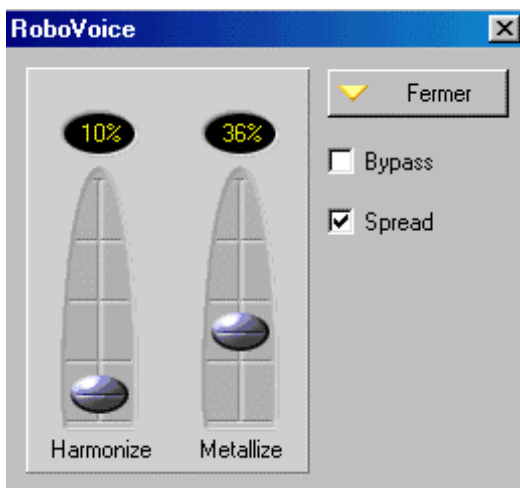 RoboVoice
Fermer
10% 36%
Bypass
Spread
Harmonize Metallize